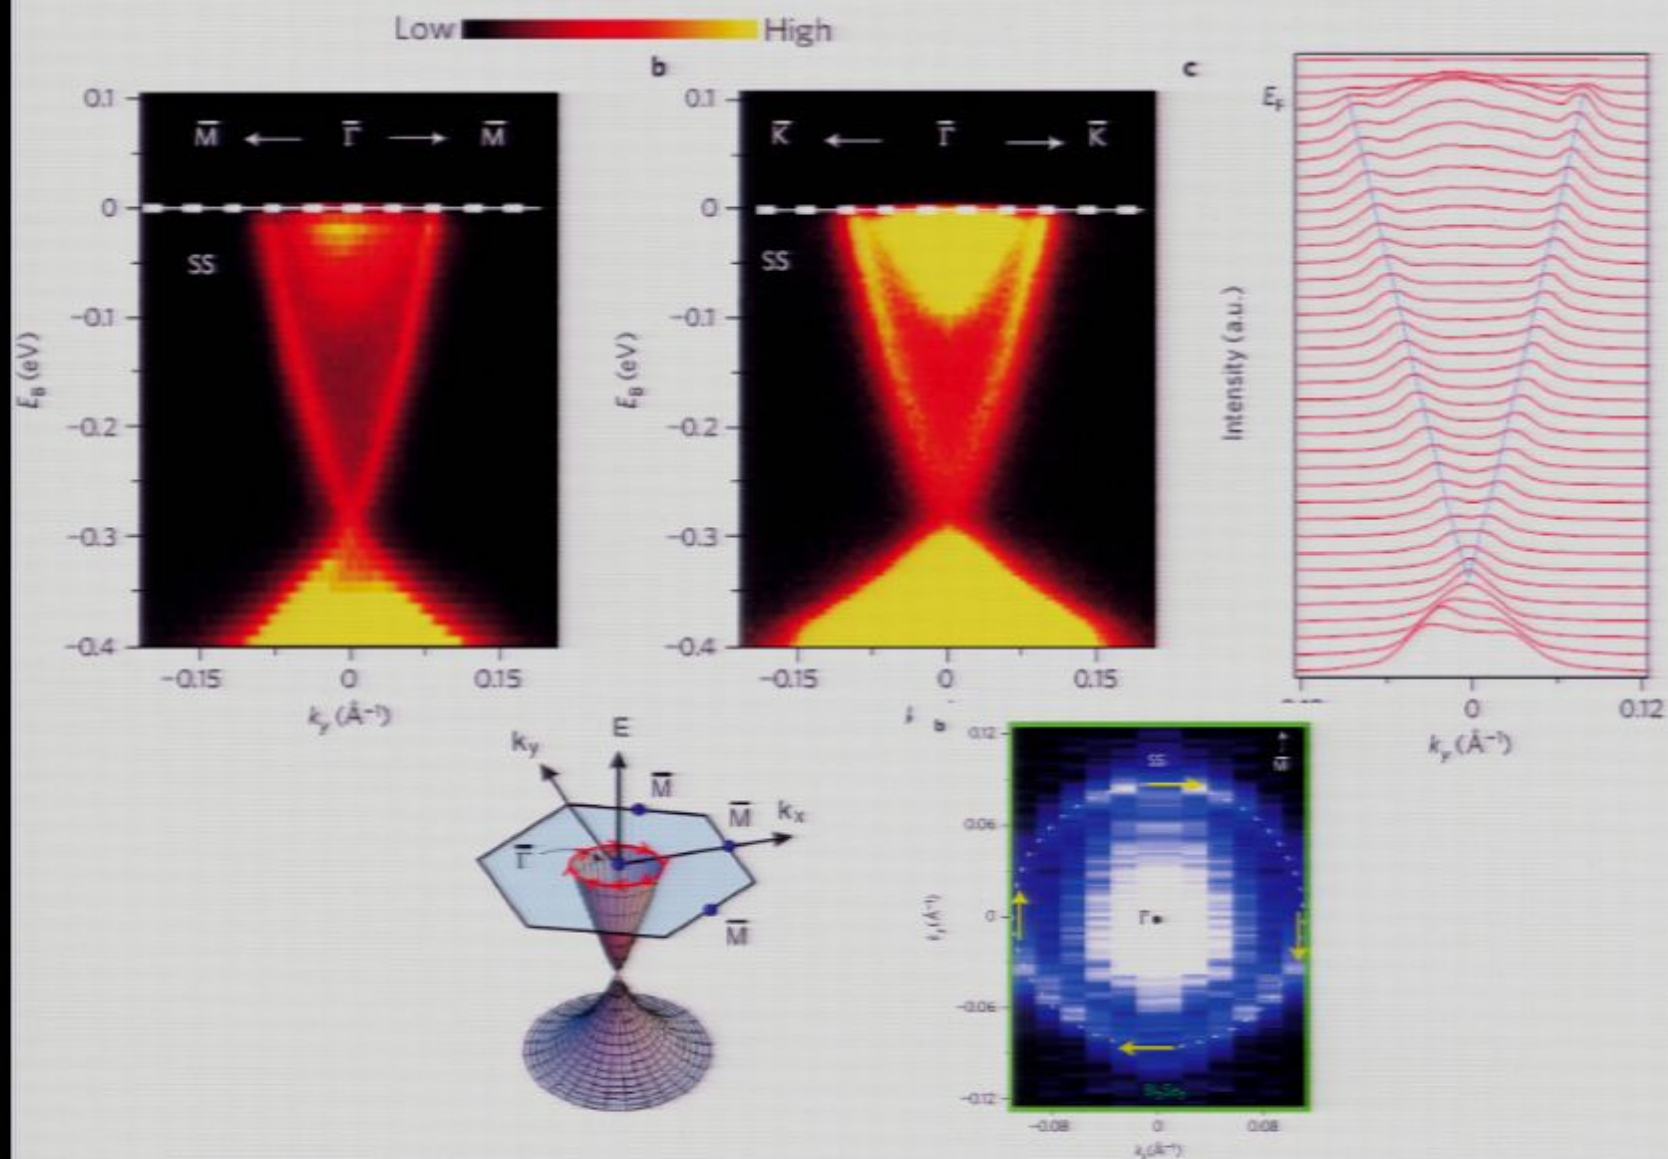 Low High
b
c
0.1
0
−0.1
−0.2
−0.3
−0.4
E_B (eV)
M̅ ← Γ̅ → M̅
SS
−0.15 0 0.15
k_y (Å⁻¹)
0.1
0
−0.1
−0.2
−0.3
−0.4
E_B (eV)
K̅ ← Γ̅ → K̅
SS
−0.15 0 0.15
E_F
Intensity (a.u.)
0 0.12
k_y (Å⁻¹)
k_y
E
M̅
M̅
k_x
Γ̅
M̅
b
0.12
0.06
0
−0.06
−0.12
SS
M̅
Γ
Bi₂Se₃
−0.08 0 0.08